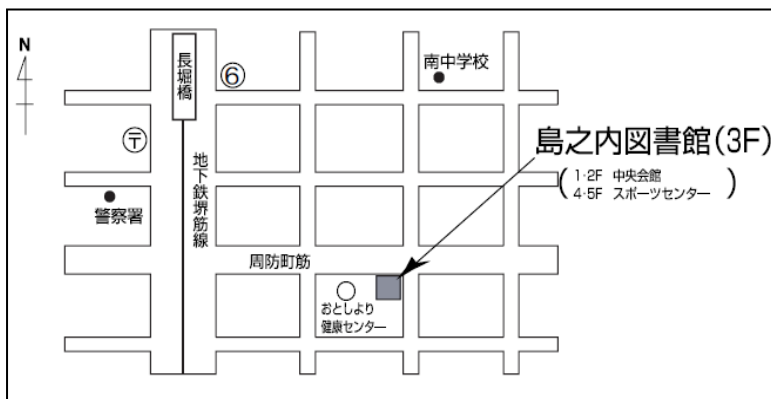 N
長堀橋
⑥
南中学校
〒
地下鉄堺筋線
島之内図書館(3F)
(1・2F 中央会館
4・5F スポーツセンター)
警察署
周防町筋
おとしより
健康センター